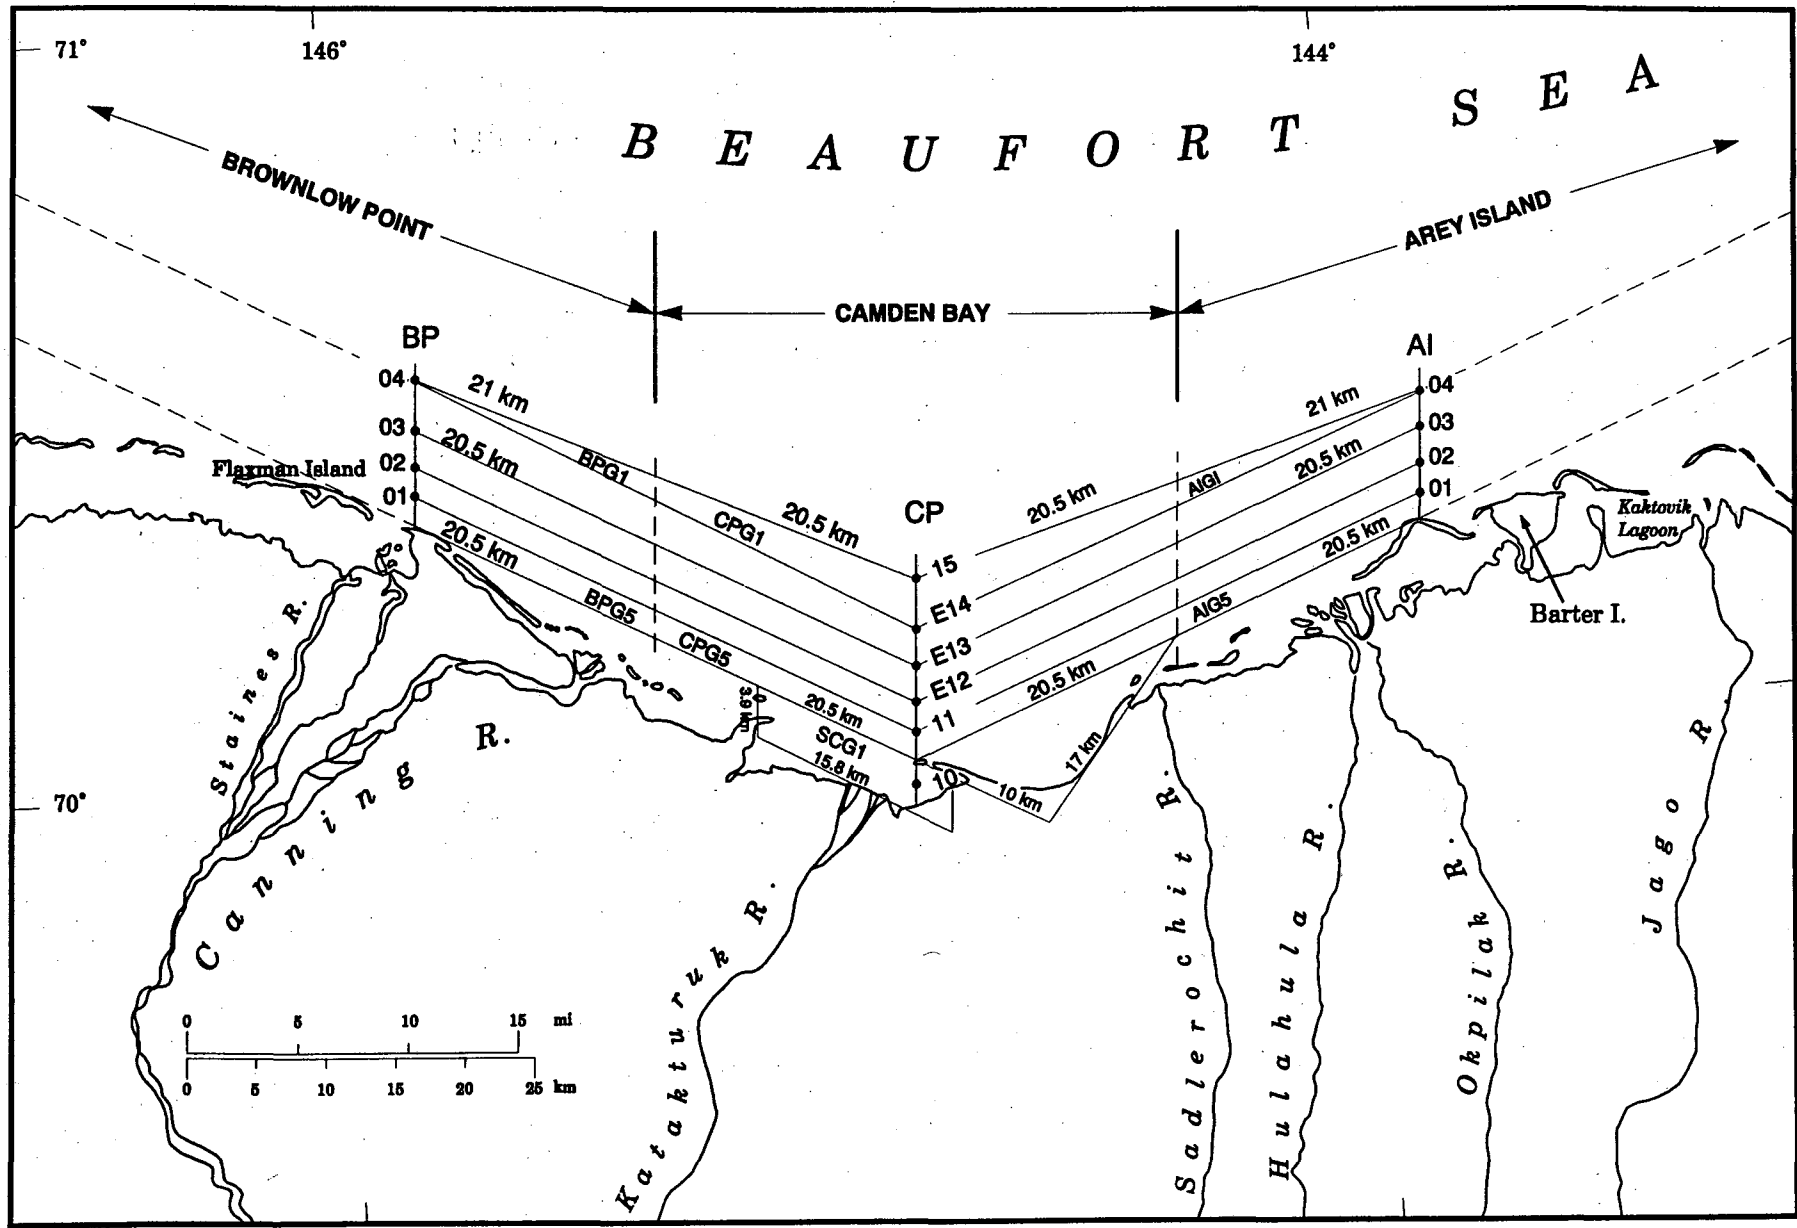 71°
146°
144°
BEAUFORT SEA
BROWNLOW POINT
AREY ISLAND
CAMDEN BAY
BP
AI
04
21 km
21 km
04
03
20.5 km
BPG1
AIGI
20.5 km
03
Flaxman Island
02
CPG1
20.5 km
CP
20.5 km
02
01
01
Kaktovik
Lagoon
20.5 km
15
20.5 km
Barter I.
BPG5
E14
AIG5
CPG5
E13
E12
20.5 km
3.9 km
20.5 km
11
SCG1
15.8 km
10
10 km
17 km
70°
Staines R.
Canning R.
Katakturuk R.
Sadlerochit R.
Hulahula R.
Okpilak R.
Jago R
0 5 10 15 mi
0 5 10 15 20 25 km